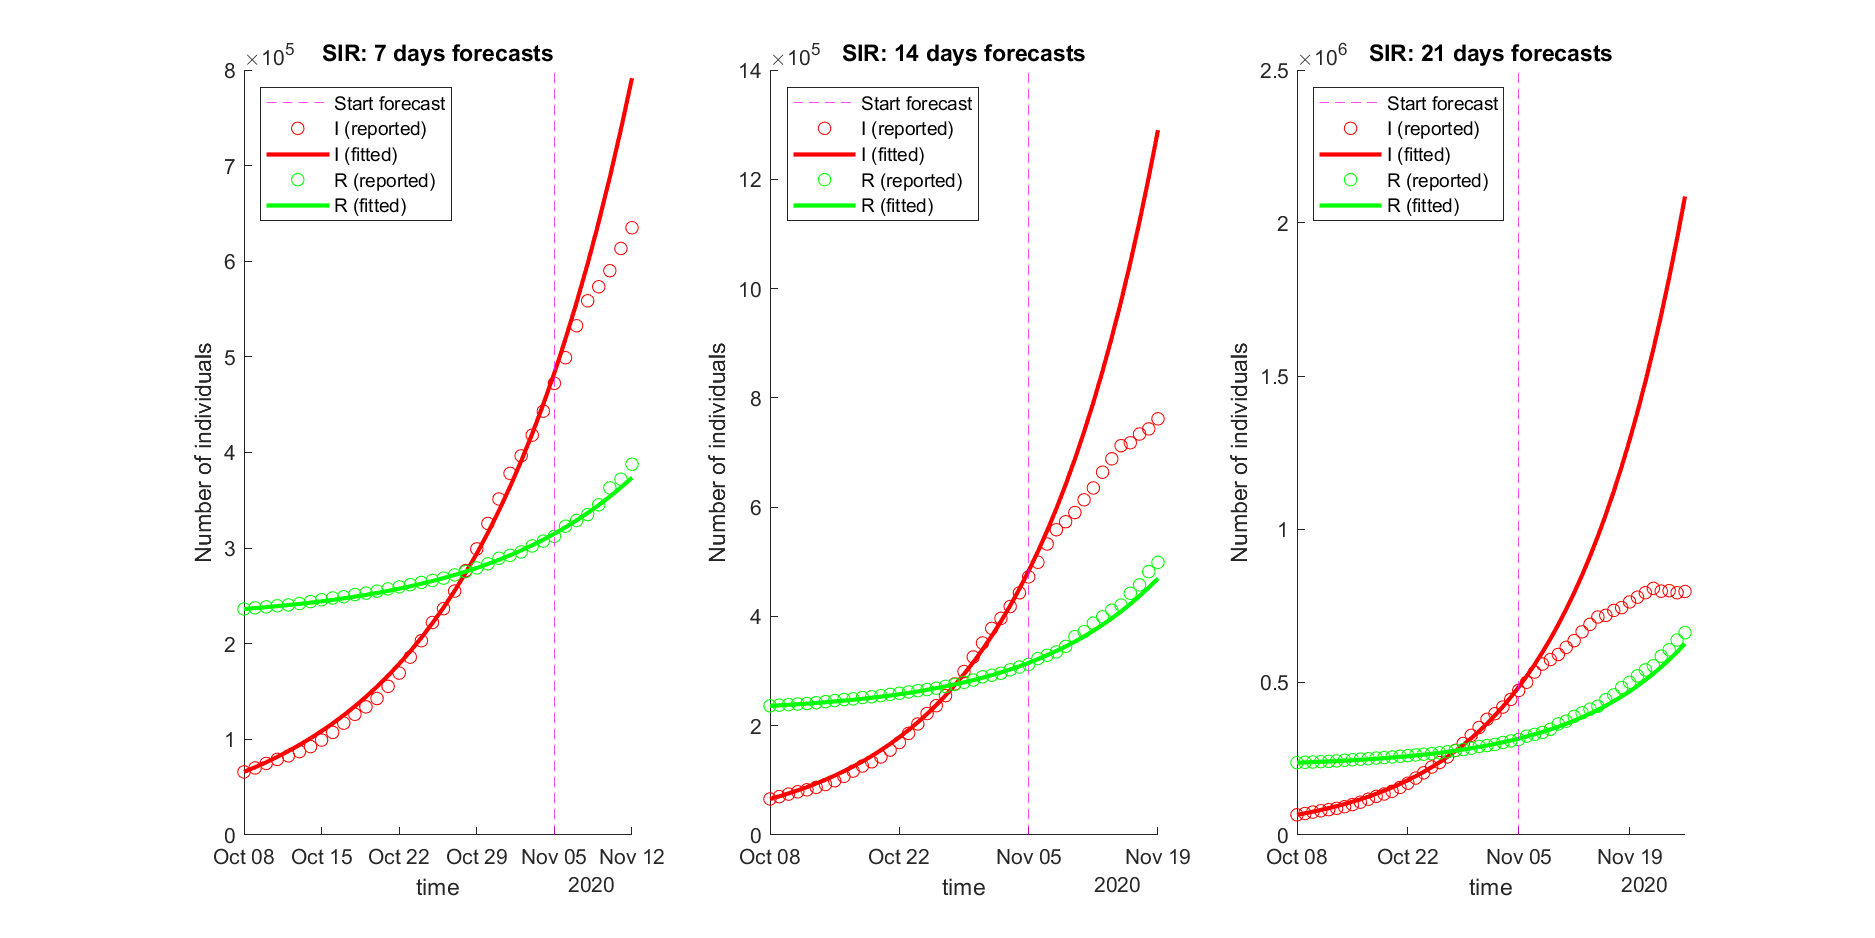 SIR: 7 days forecasts
×10^5
8
7
6
5
4
3
2
1
0
Number of individuals
Start forecast
I (reported)
I (fitted)
R (reported)
R (fitted)
Oct 08 Oct 15 Oct 22 Oct 29 Nov 05 Nov 12
time
2020
SIR: 14 days forecasts
×10^5
14
12
10
8
6
4
2
0
Number of individuals
Start forecast
I (reported)
I (fitted)
R (reported)
R (fitted)
Oct 08 Oct 22 Nov 05 Nov 19
time
2020
SIR: 21 days forecasts
×10^6
2.5
2
1.5
1
0.5
0
Number of individuals
Start forecast
I (reported)
I (fitted)
R (reported)
R (fitted)
Oct 08 Oct 22 Nov 05 Nov 19
time
2020